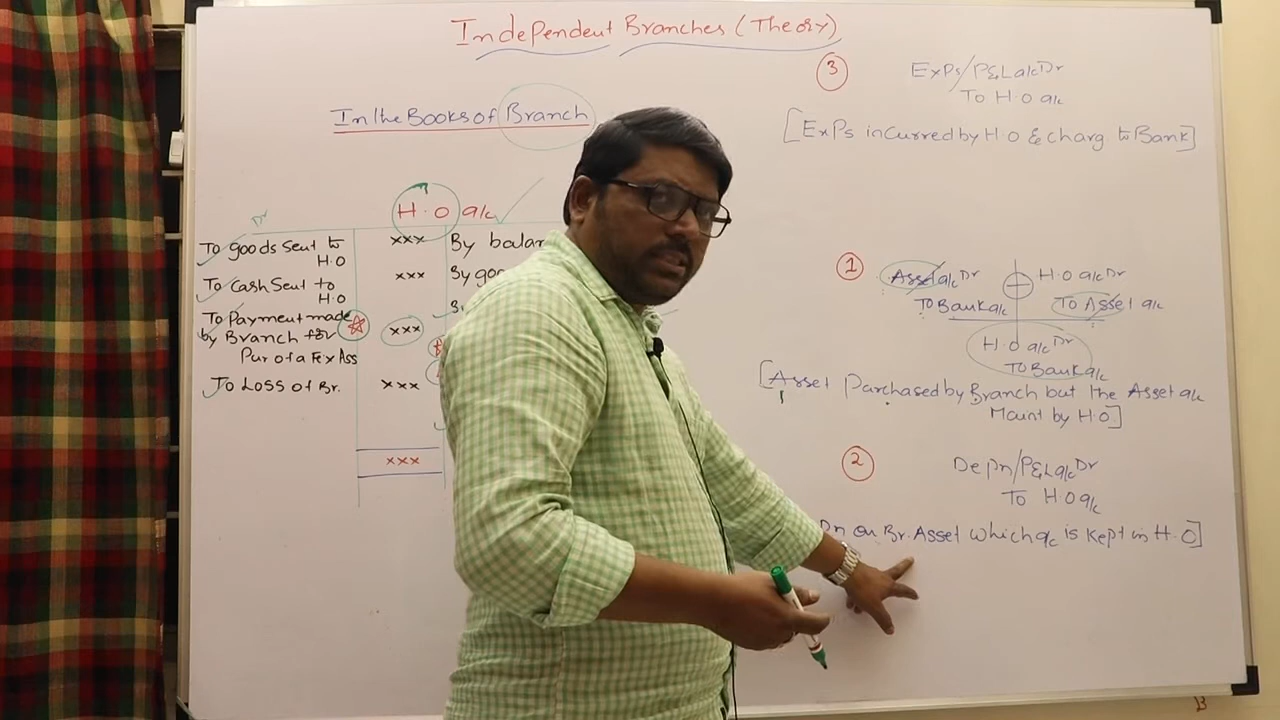 Independent Branches (Theory)
In the Books of Branch
H.O a/c
Dr
To goods sent to
H.O
xxx
To Cash Sent to
H.O
xxx
To Payment made
by Branch for
Pur of a Fix Ass
xxx
To Loss of Br.
xxx
xxx
By balan
By goo
3
Exps/P&L a/c Dr
To H.O a/c
[Exps incurred by H.O & charg. to Bank]
1
Asset a/c Dr
To Bank a/c
H.O a/c Dr
To Asset a/c
H.O a/c Dr
To Bank a/c
[Asset Purchased by Branch but the Asset a/c
Maint by H.O]
2
Depn/P&L a/c Dr
To H.O a/c
on Br. Asset which a/c is kept in H.O]